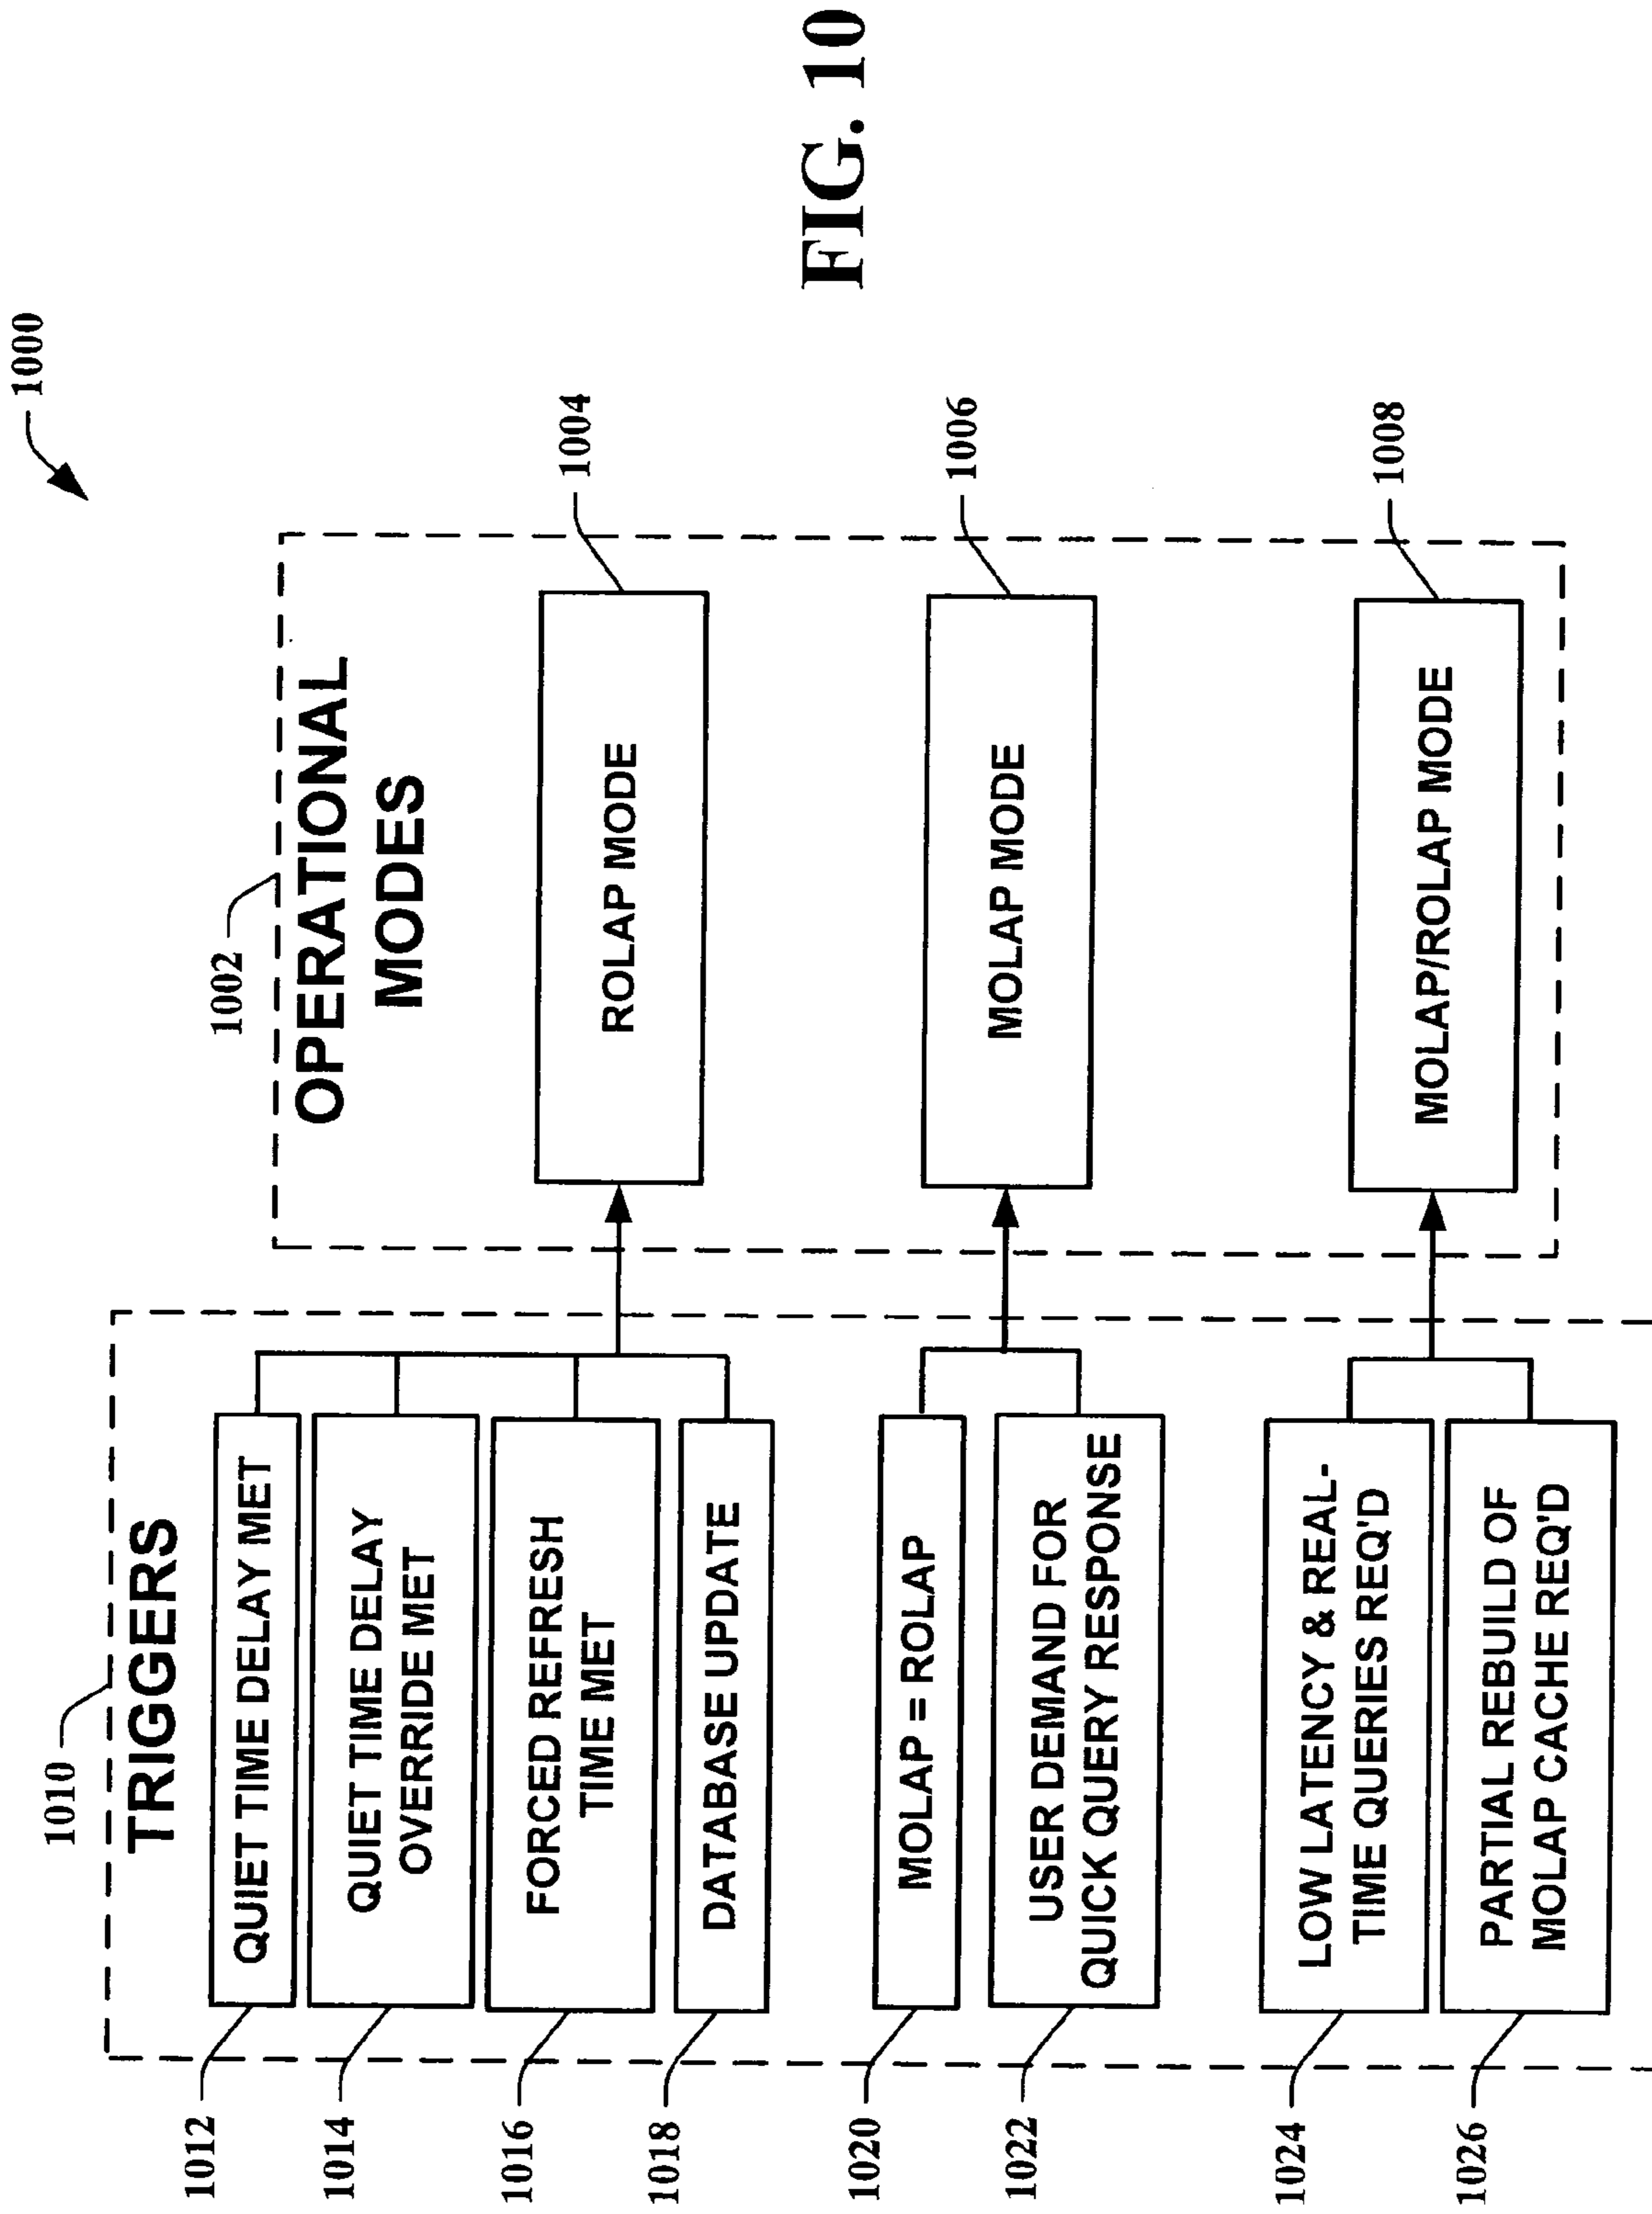 1000
1010
TRIGGERS
1012
QUIET TIME DELAY MET
1014
QUIET TIME DELAY
OVERRIDE MET
1016
FORCED REFRESH
TIME MET
1018
DATABASE UPDATE
1020
MOLAP = ROLAP
1022
USER DEMAND FOR
QUICK QUERY RESPONSE
1024
LOW LATENCY & REAL-
TIME QUERIES REQ'D
1026
PARTIAL REBUILD OF
MOLAP CACHE REQ'D
1002
OPERATIONAL
MODES
ROLAP MODE
1004
MOLAP MODE
1006
MOLAP/ROLAP MODE
1008
FIG. 10